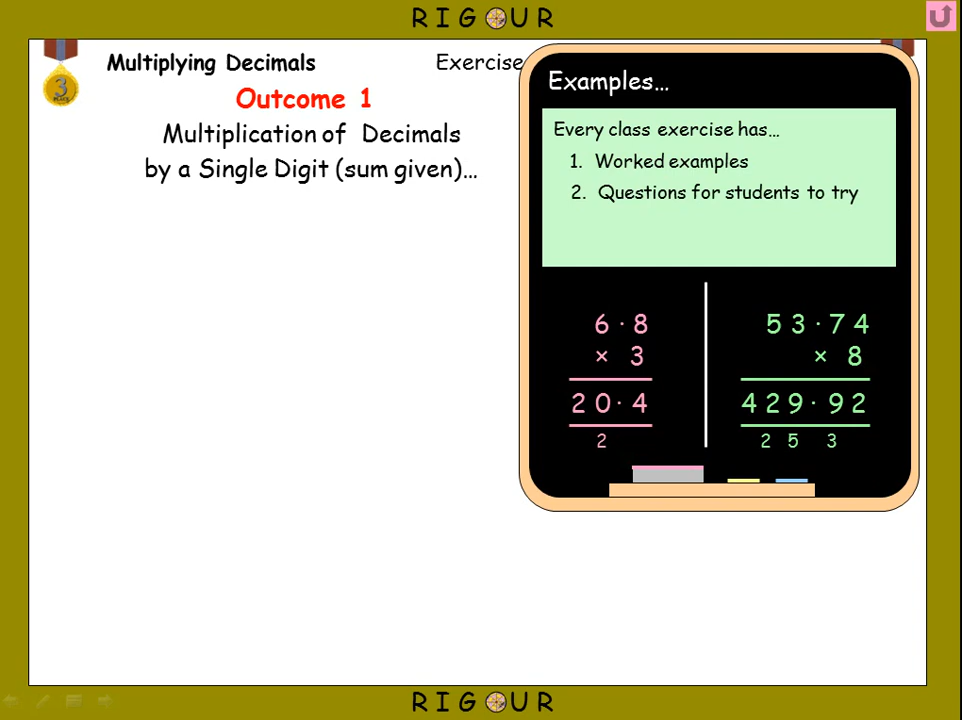 RIGOUR
Multiplying Decimals
Exercise
3
PLACE
Outcome 1
Multiplication of Decimals
by a Single Digit (sum given)…
Examples…
Every class exercise has…
1. Worked examples
2. Questions for students to try
6·8
× 3
20·4
2
53·74
× 8
429·92
2 5 3
RIGOUR